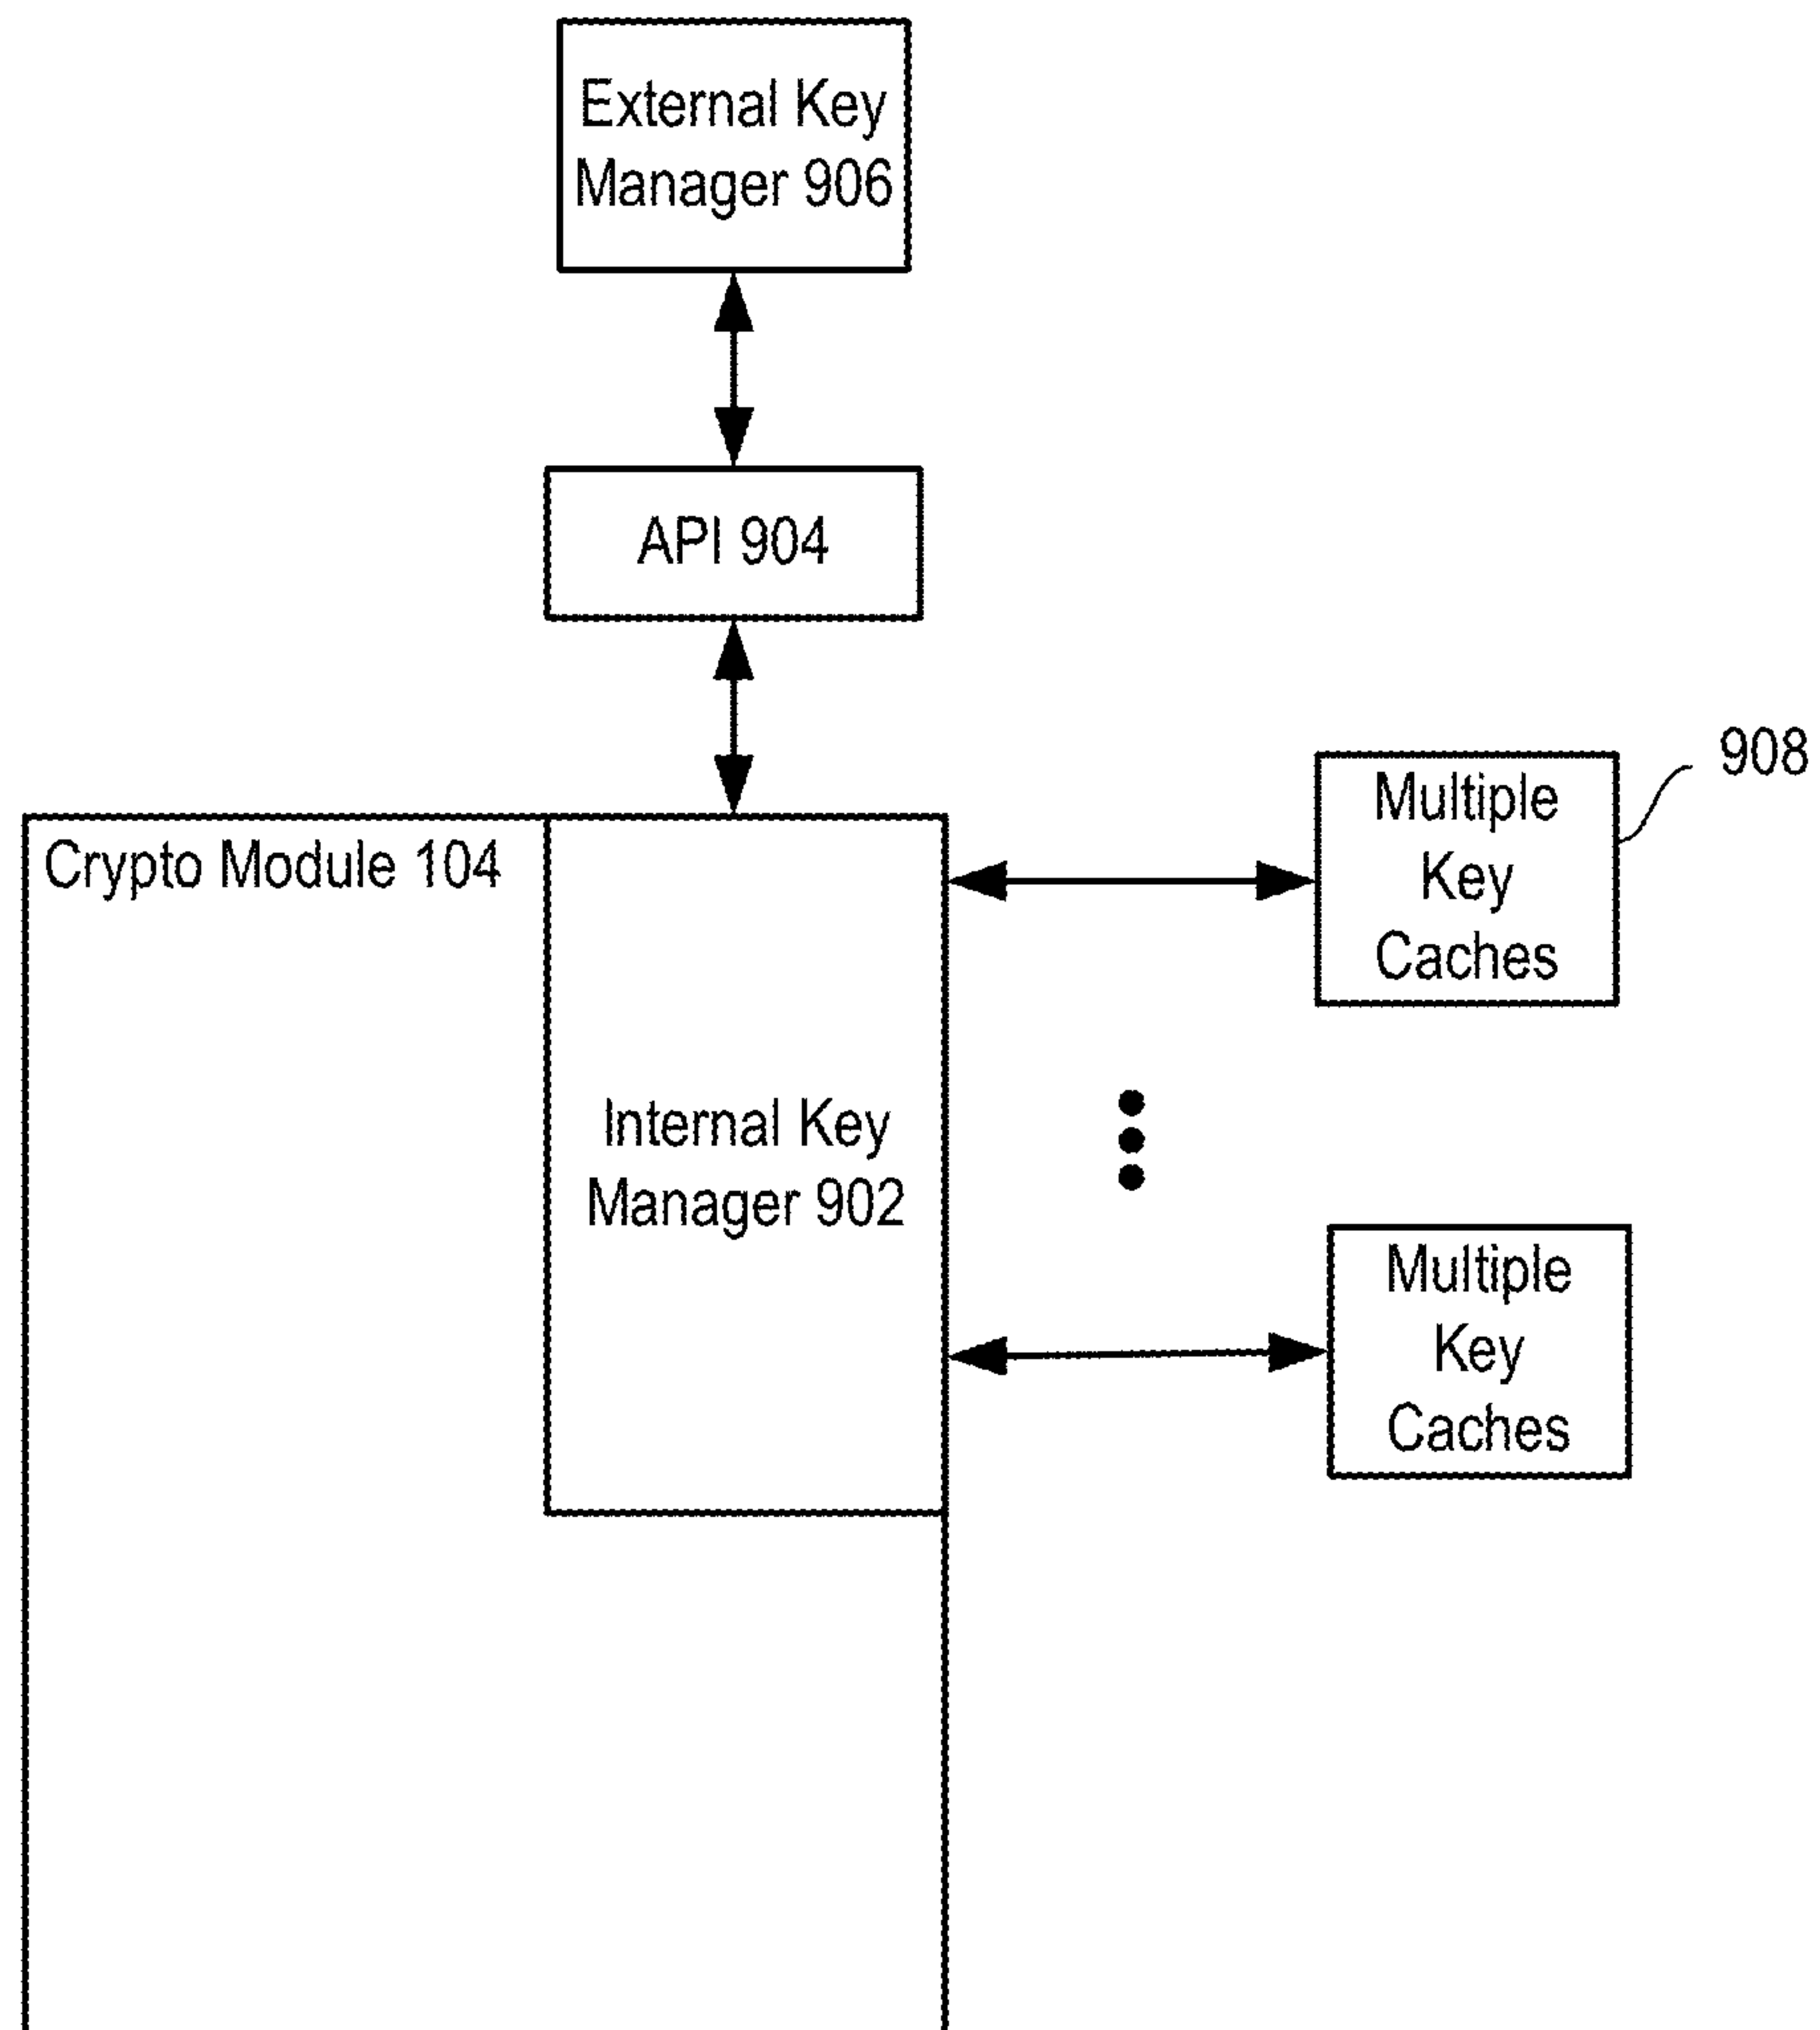 External Key
Manager 906
API 904
Crypto Module 104
Internal Key
Manager 902
908
Multiple
Key
Caches
Multiple
Key
Caches